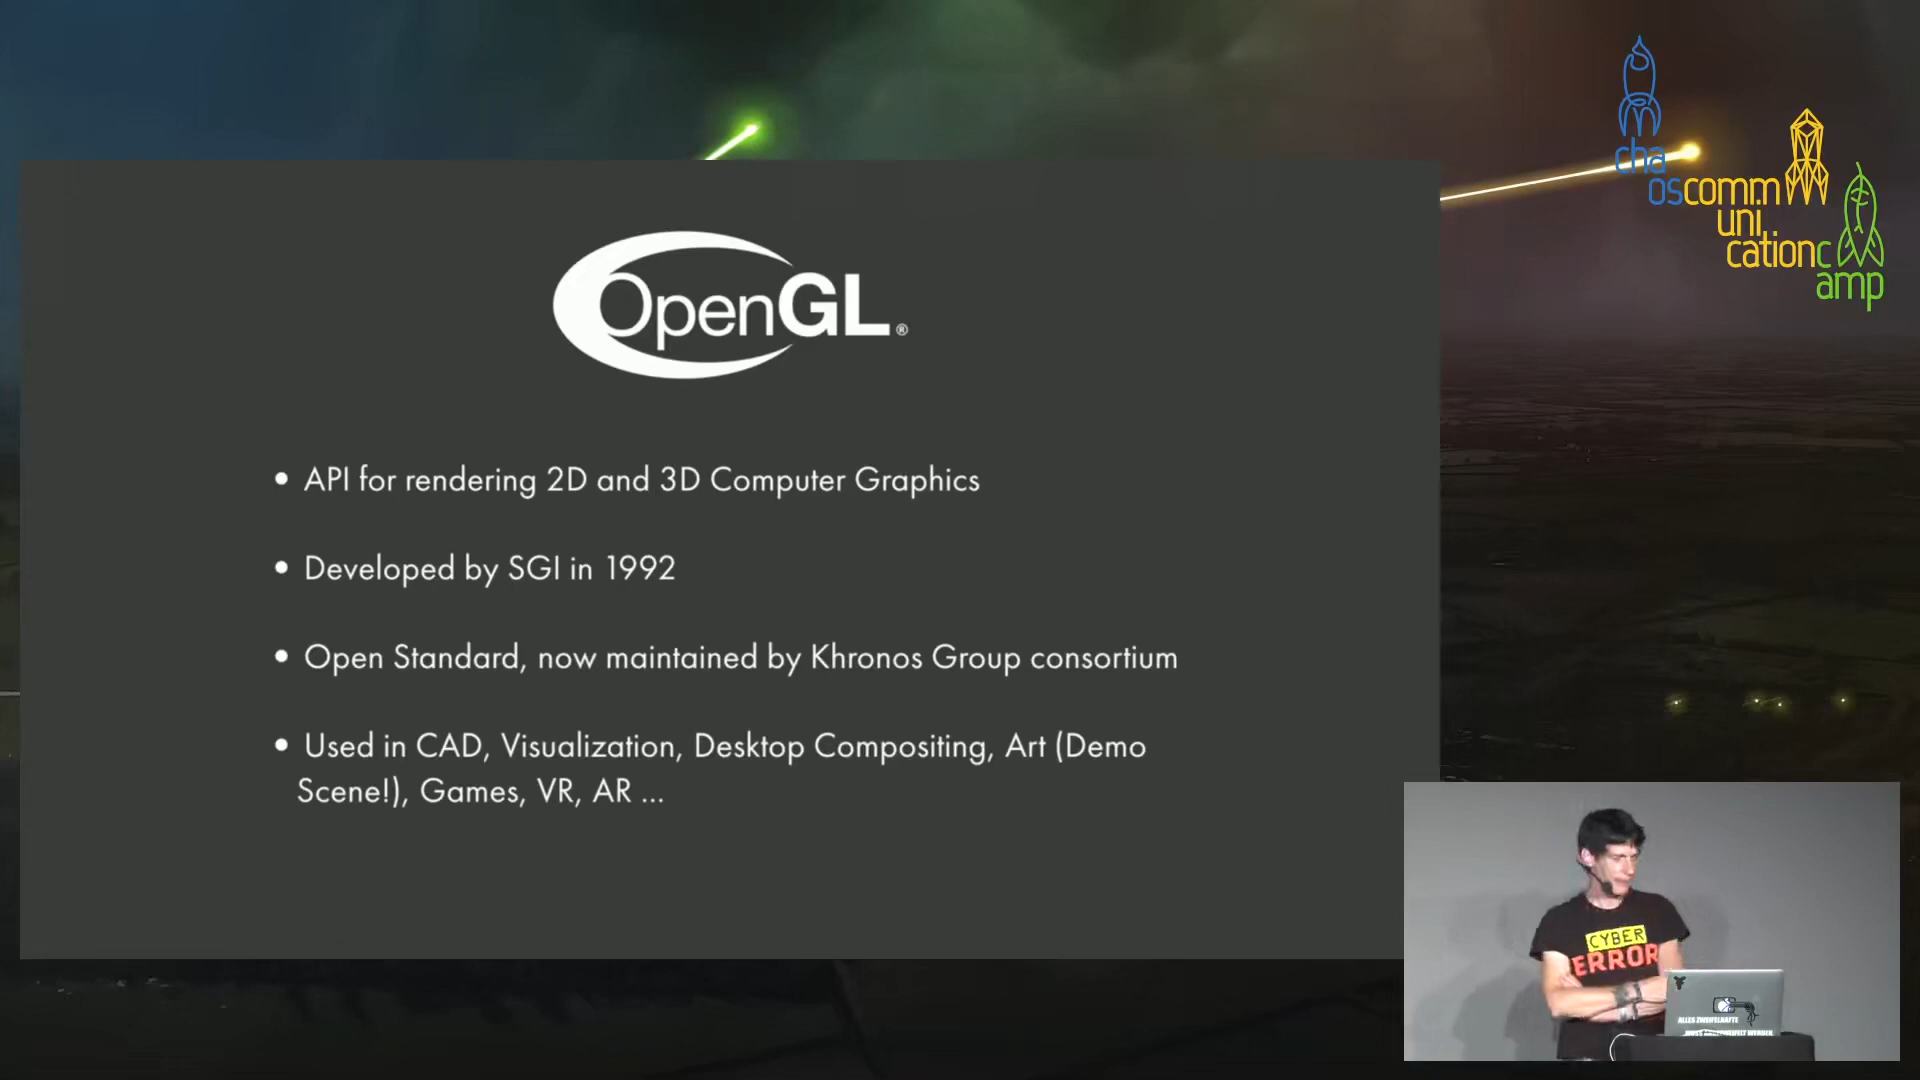 OpenGL®
• API for rendering 2D and 3D Computer Graphics
• Developed by SGI in 1992
• Open Standard, now maintained by Khronos Group consortium
• Used in CAD, Visualization, Desktop Compositing, Art (Demo
Scene!), Games, VR, AR ...
cha
oscomm
uni
cationc
amp
CYBER
ERROR
ALLES ZWEIFELHAFTE